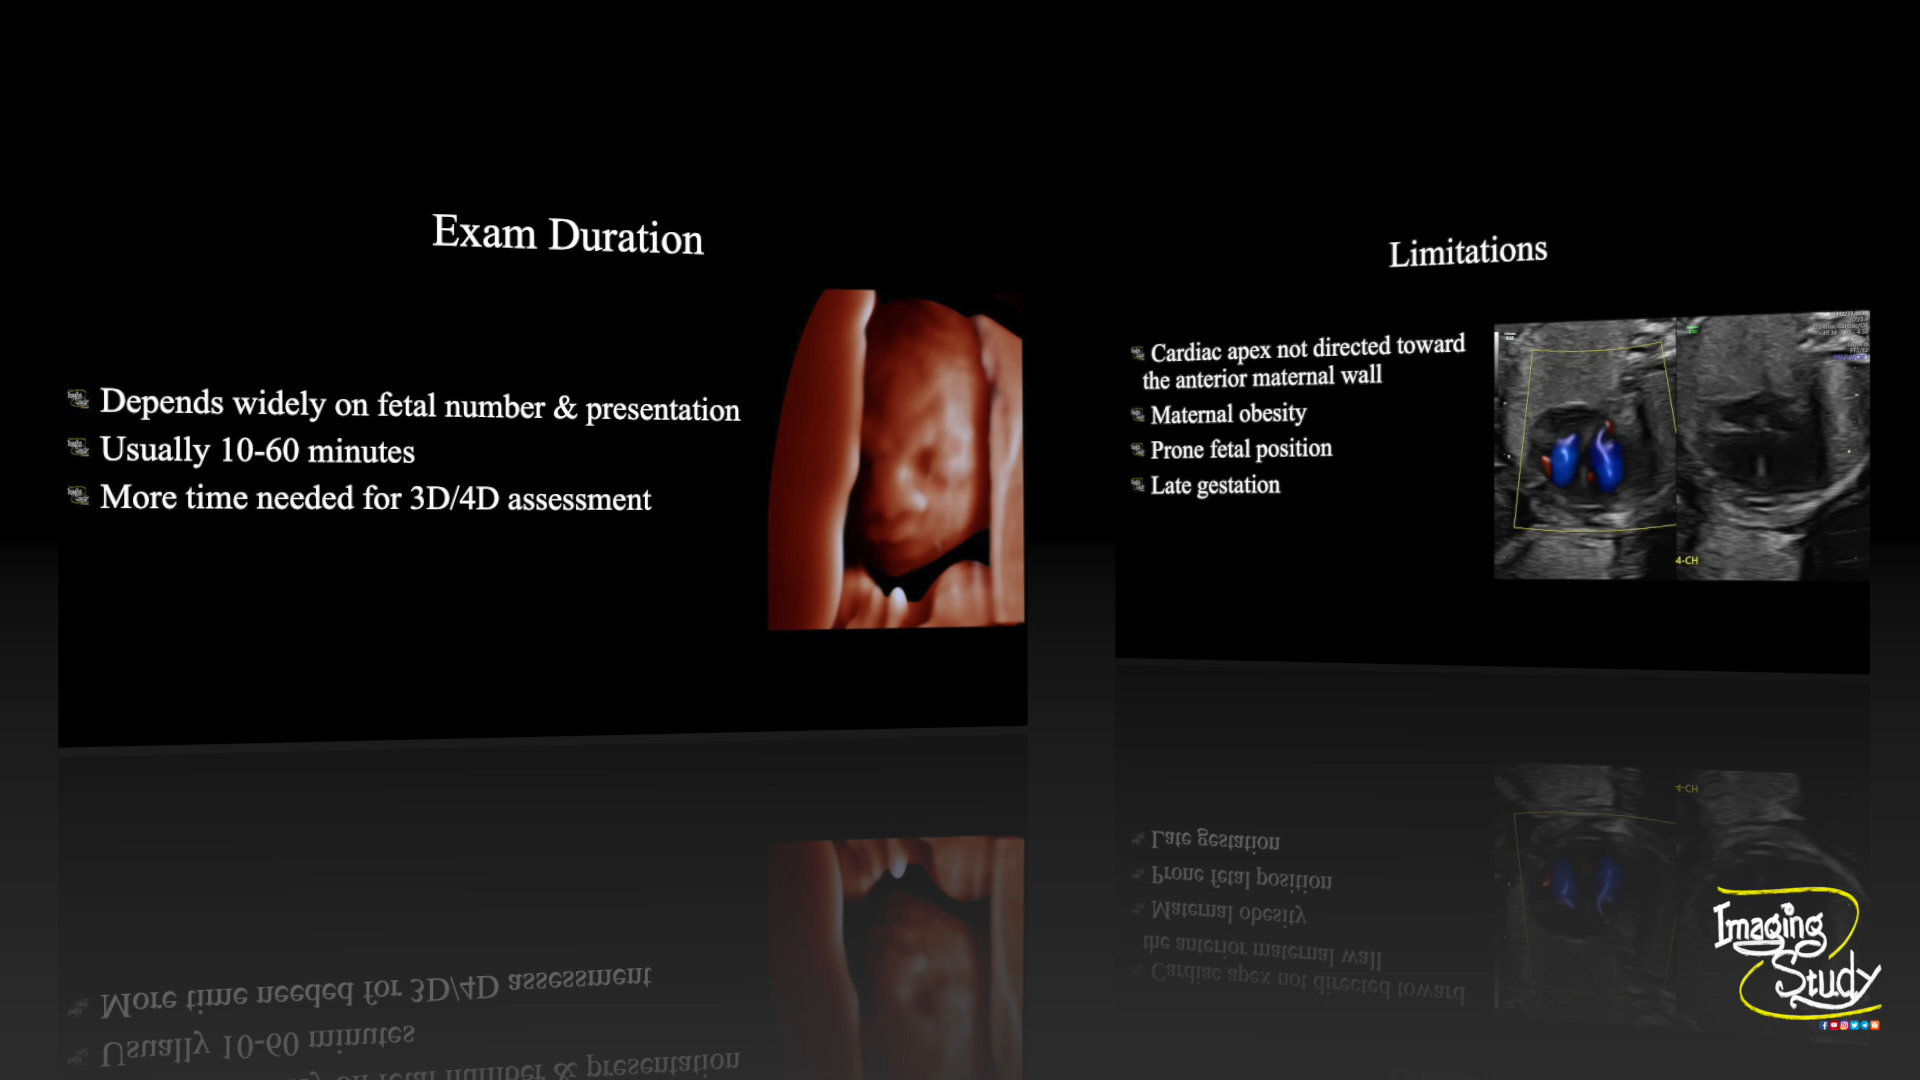 Exam Duration
Depends widely on fetal number & presentation
Usually 10-60 minutes
More time needed for 3D/4D assessment
Limitations
Cardiac apex not directed toward
the anterior maternal wall
Maternal obesity
Prone fetal position
Late gestation
4-CH
Imaging
Study